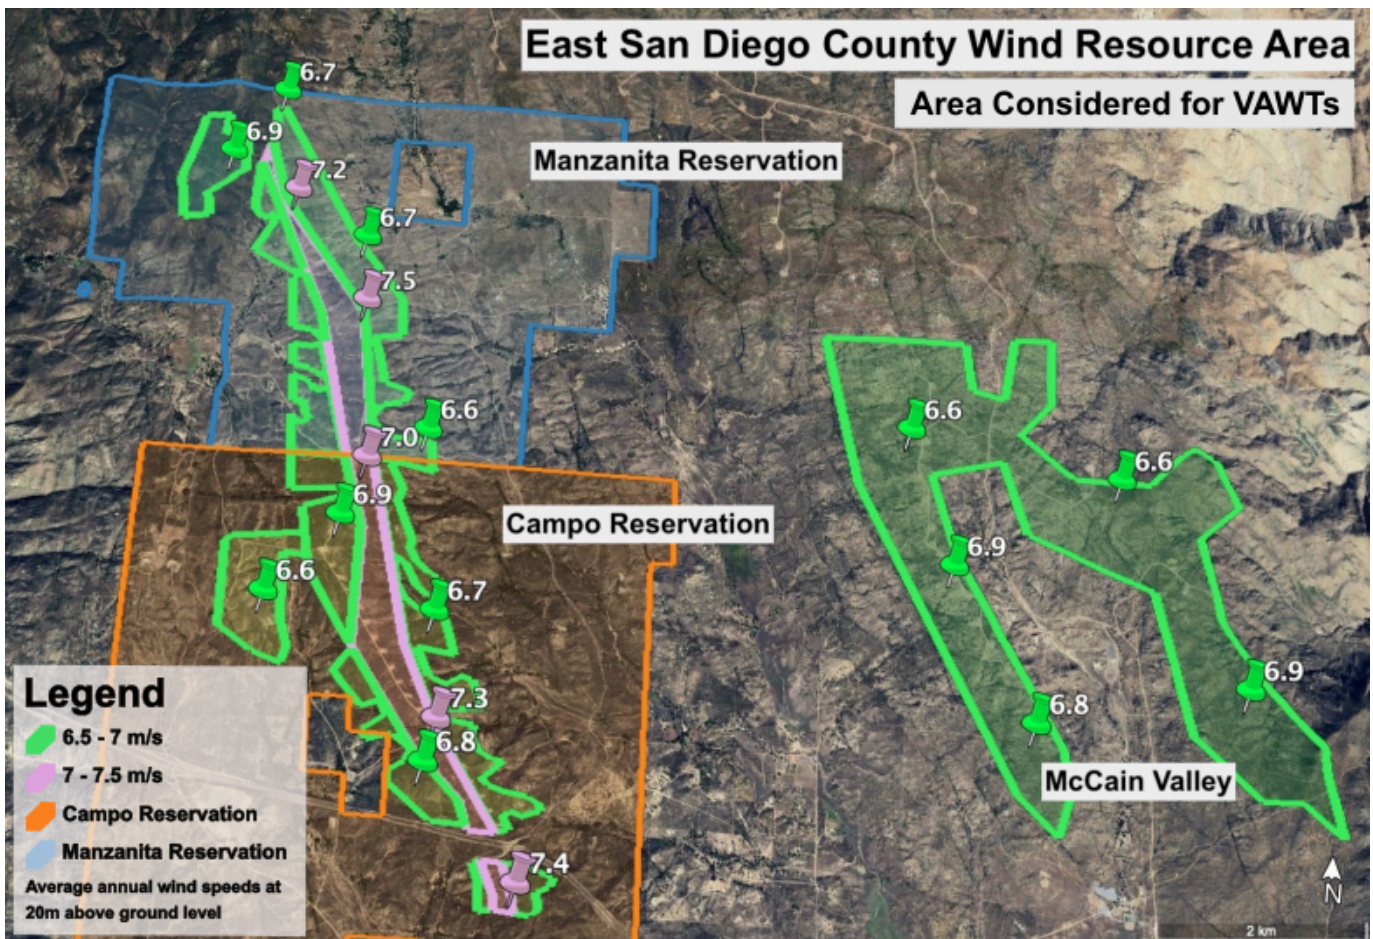 East San Diego County Wind Resource Area
Area Considered for VAWTs
6.7
6.9
Manzanita Reservation
7.2
6.7
7.5
6.6
6.6
7.0
6.6
6.9
Campo Reservation
6.9
6.6
6.7
6.9
7.3
6.8
6.8
McCain Valley
7.4
Legend
6.5 - 7 m/s
7 - 7.5 m/s
Campo Reservation
Manzanita Reservation
Average annual wind speeds at
20m above ground level
N
2 km